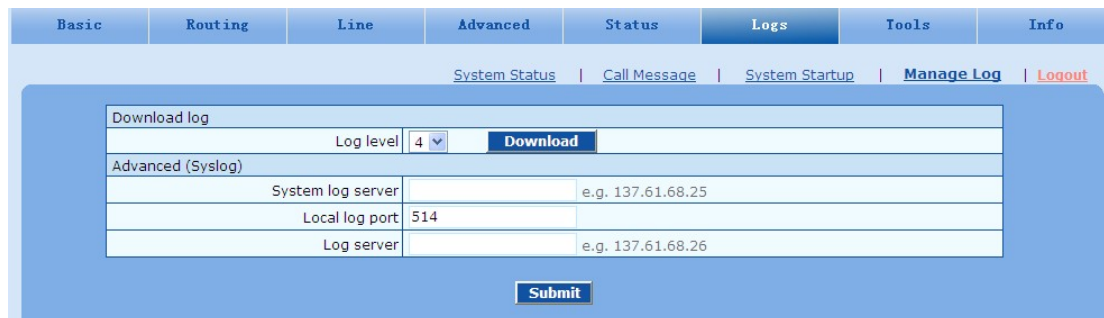 Basic Routing Line Advanced Status Logs Tools Info
System Status | Call Message | System Startup | Manage Log | Logout
Download log
Log level 4 Download
Advanced (Syslog)
System log server e.g. 137.61.68.25
Local log port 514
Log server e.g. 137.61.68.26
Submit